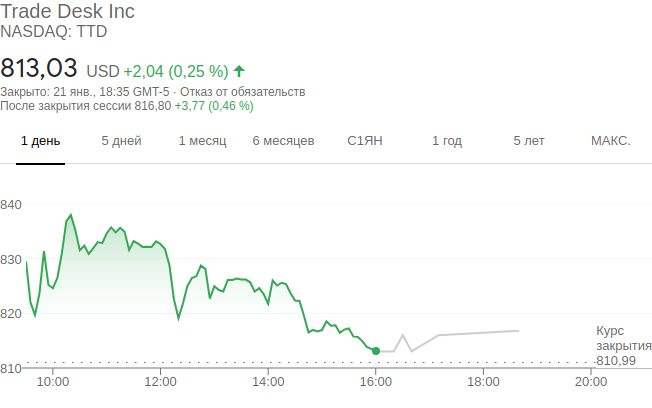 Trade Desk Inc
NASDAQ: TTD
813,03 USD +2,04 (0,25 %)
Закрыто: 21 янв., 18:35 GMT-5 · Отказ от обязательств
После закрытия сессии 816,80 +3,77 (0,46 %)
1 день 5 дней 1 месяц 6 месяцев С1ЯН 1 год 5 лет МАКС.
840
830
820
810
Курс
закрытия
810,99
10:00 12:00 14:00 16:00 18:00 20:00